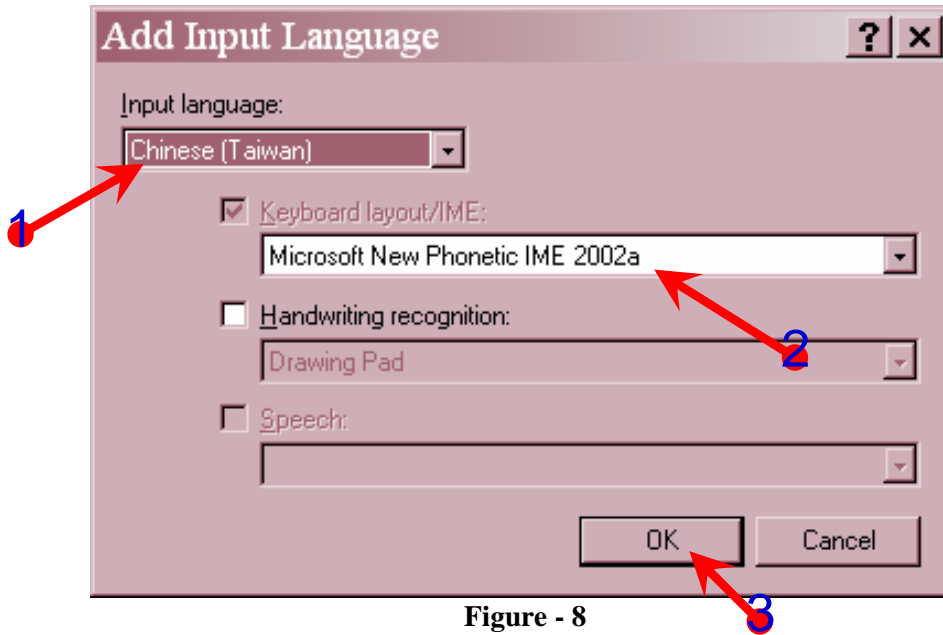 Add Input Language
Input language:
Chinese (Taiwan)
1
Keyboard layout/IME:
Microsoft New Phonetic IME 2002a
Handwriting recognition:
2
Drawing Pad
Speech:
OK Cancel
Figure - 8
3